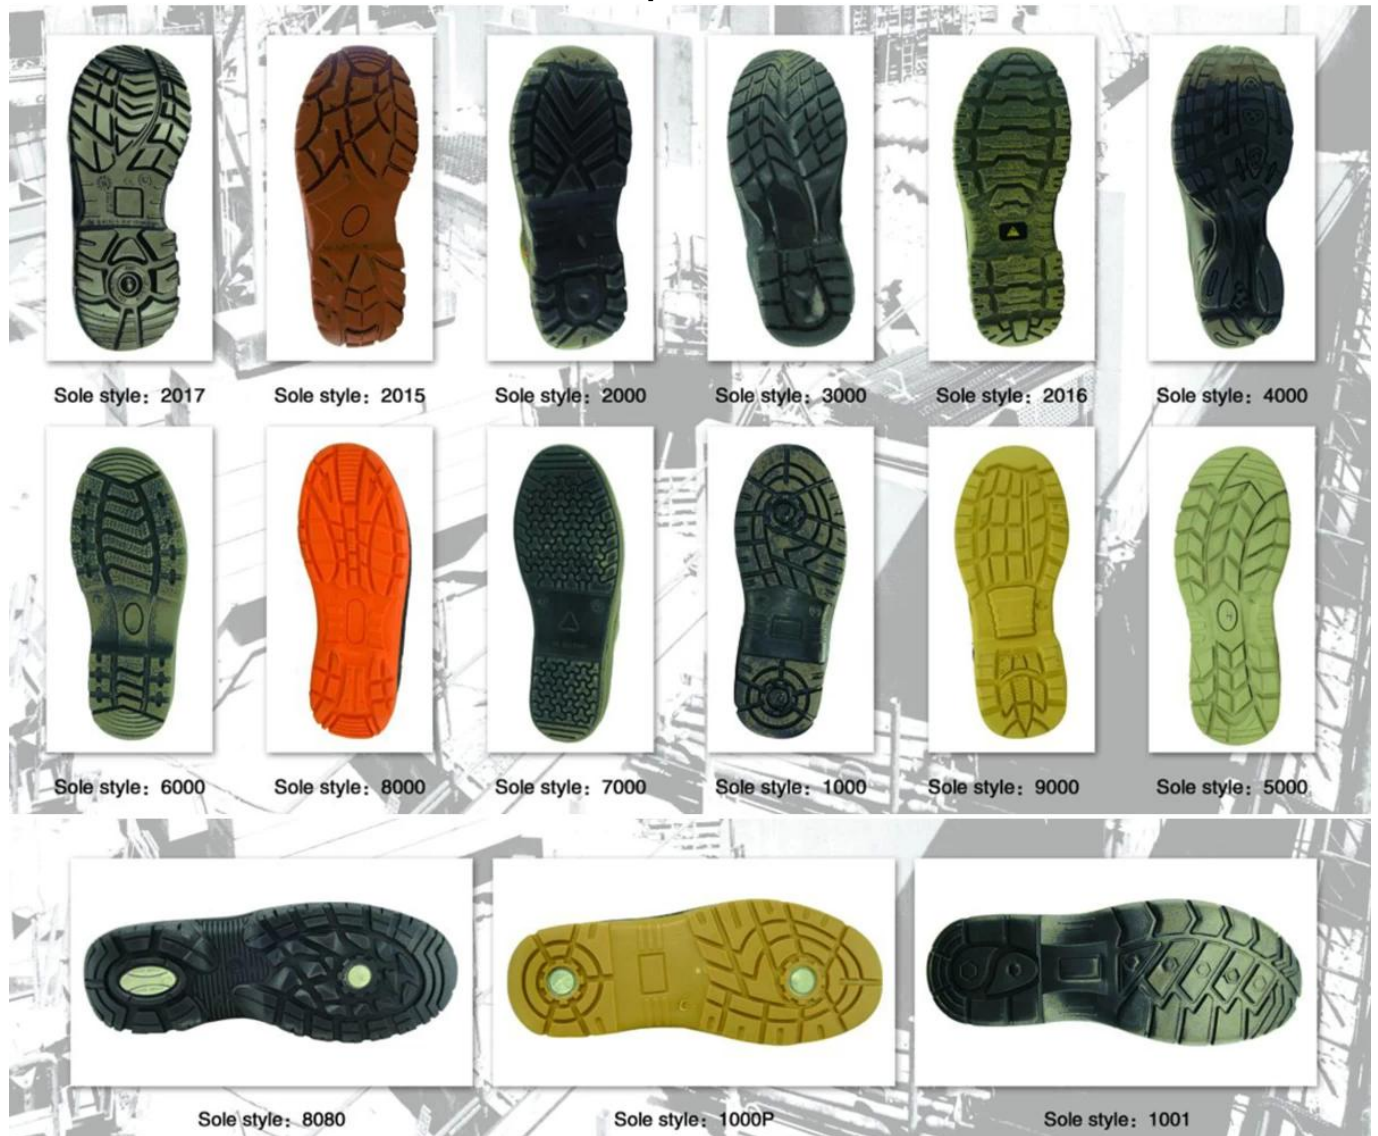 Sole style：2017
Sole style：2015
Sole style：2000
Sole style：3000
Sole style：2016
Sole style：4000
Sole style：6000
Sole style：8000
Sole style：7000
Sole style：1000
Sole style：9000
Sole style：5000
Sole style：8080
Sole style：1000P
Sole style：1001